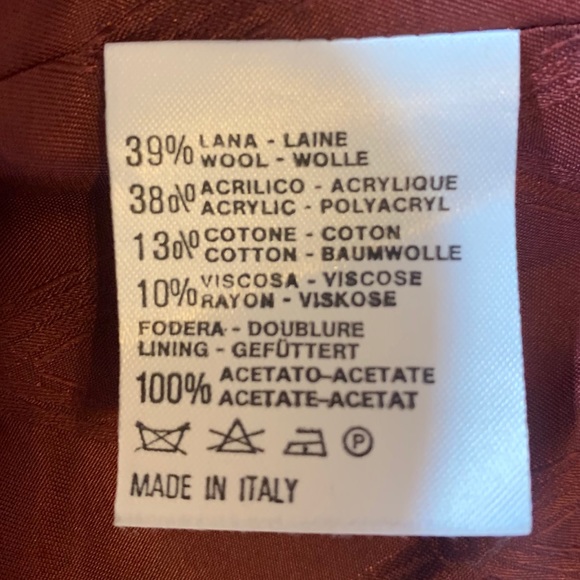 39% LANA - LAINE
WOOL - WOLLE
38% ACRILICO - ACRYLIQUE
ACRYLIC - POLYACRYL
13% COTONE - COTON
COTTON - BAUMWOLLE
10% VISCOSA - VISCOSE
RAYON - VISKOSE
FODERA - DOUBLURE
LINING - GEFÜTTERT
100% ACETATO-ACETATE
ACETATE-ACETAT
P
MADE IN ITALY